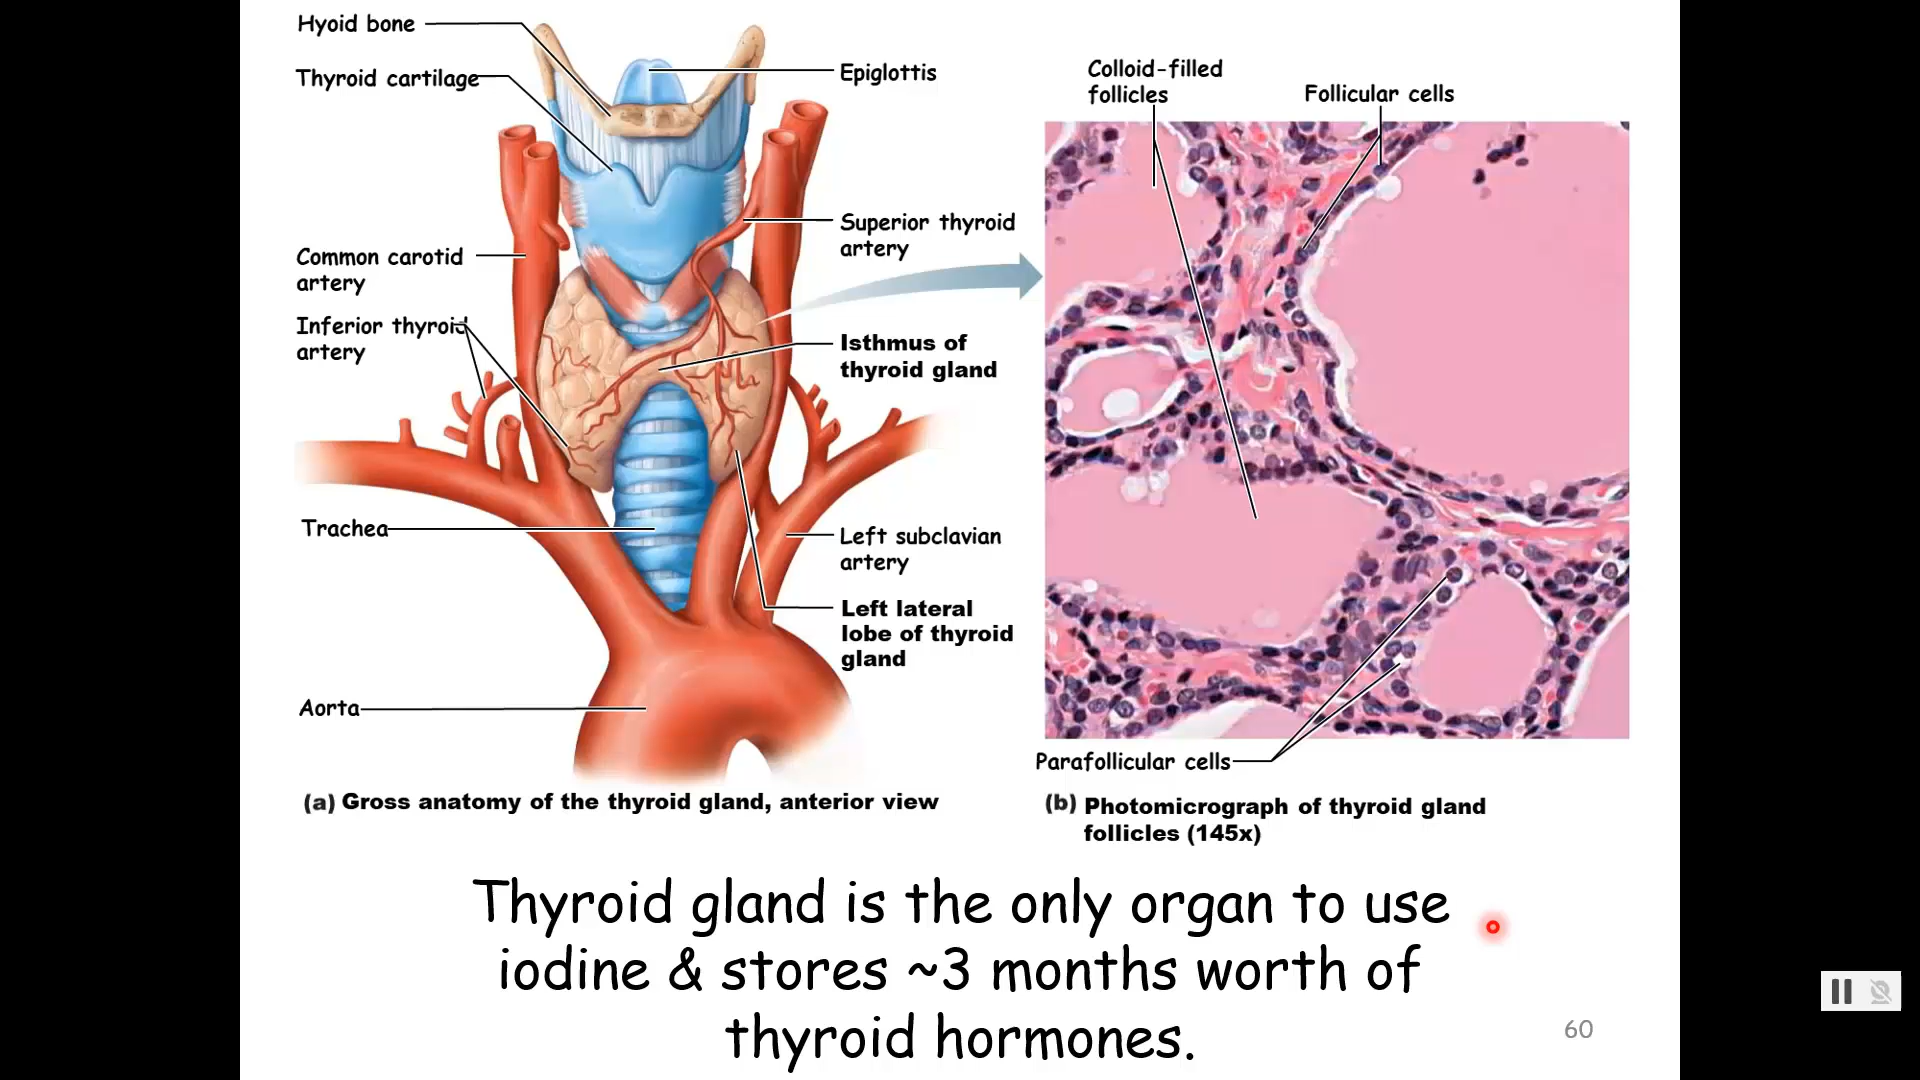 Hyoid bone
Thyroid cartilage
Epiglottis
Superior thyroid
artery
Common carotid
artery
Inferior thyroid
artery
Isthmus of
thyroid gland
Trachea
Left subclavian
artery
Left lateral
lobe of thyroid
gland
Aorta
(a) Gross anatomy of the thyroid gland, anterior view
Colloid-filled
follicles
Follicular cells
Parafollicular cells
(b) Photomicrograph of thyroid gland
follicles (145x)
Thyroid gland is the only organ to use
iodine & stores ~3 months worth of
thyroid hormones.
60